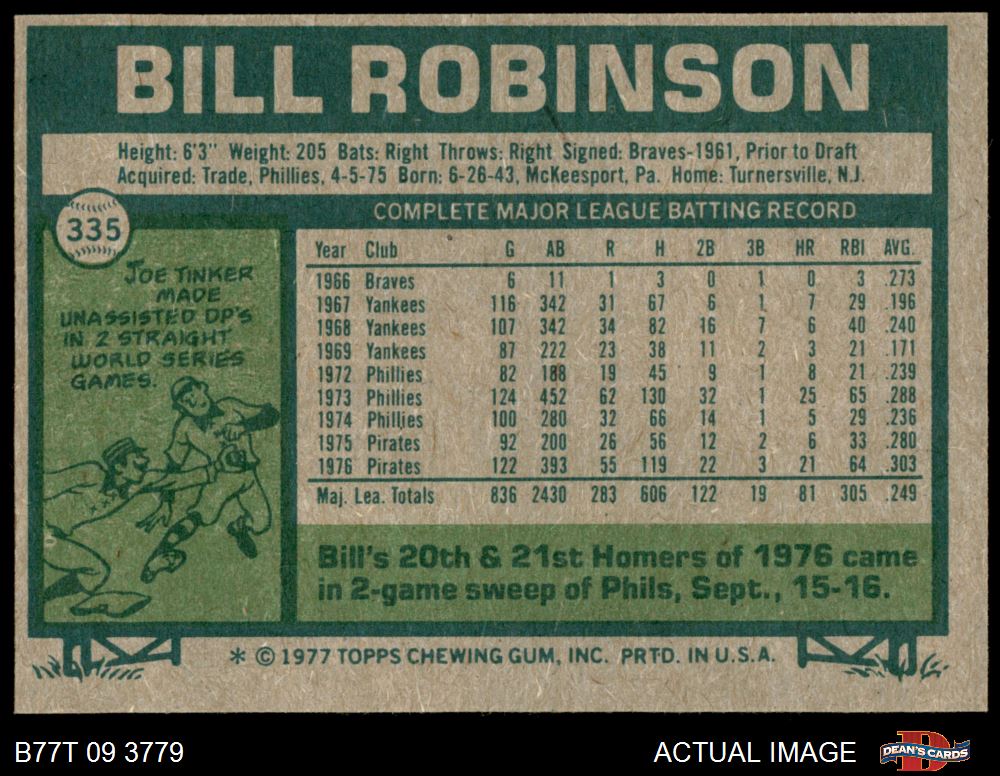 BILL ROBINSON
Height: 6'3" Weight: 205 Bats: Right Throws: Right Signed: Braves-1961, Prior to Draft
Acquired: Trade, Phillies, 4-5-75 Born: 6-26-43, McKeesport, Pa. Home: Turnersville, N.J.
335
JOE TINKER
MADE
UNASSISTED DP'S
IN 2 STRAIGHT
WORLD SERIES
GAMES.
COMPLETE MAJOR LEAGUE BATTING RECORD
Year Club G AB R H 2B 3B HR RBI AVG.
1966 Braves 6 11 1 3 0 1 0 3 .273
1967 Yankees 116 342 31 67 6 1 7 29 .196
1968 Yankees 107 342 34 82 16 7 6 40 .240
1969 Yankees 87 222 23 38 11 2 3 21 .171
1972 Phillies 82 188 19 45 9 1 8 21 .239
1973 Phillies 124 452 62 130 32 1 25 65 .288
1974 Phillies 100 280 32 66 14 1 5 29 .236
1975 Pirates 92 200 26 56 12 2 6 33 .280
1976 Pirates 122 393 55 119 22 3 21 64 .303
Maj. Lea. Totals 836 2430 283 606 122 19 81 305 .249
Bill's 20th & 21st Homers of 1976 came
in 2-game sweep of Phils, Sept., 15-16.
* © 1977 TOPPS CHEWING GUM, INC. PRTD. IN U.S.A.
B77T 09 3779
ACTUAL IMAGE
D
DEAN'S CARDS